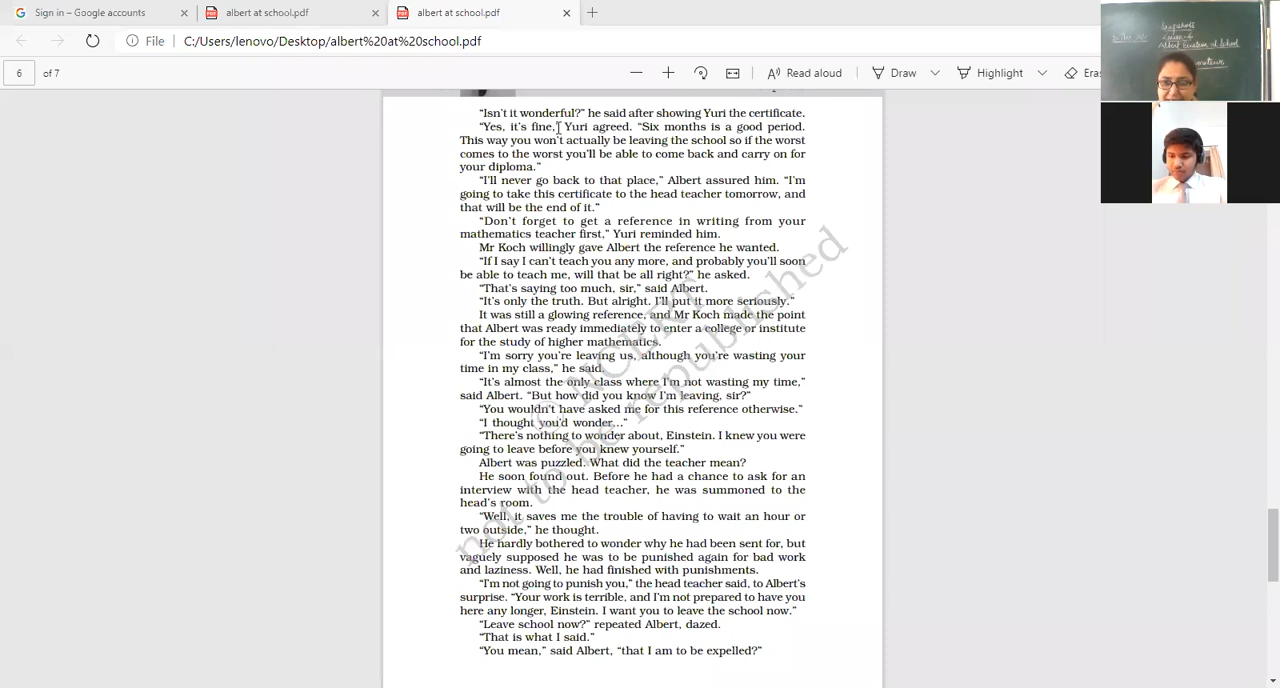 Sign in – Google accounts
albert at school.pdf
albert at school.pdf
File
C:/Users/lenovo/Desktop/albert%20at%20school.pdf
6 of 7
Read aloud
Draw
Highlight
Eras
“Isn’t it wonderful?” he said after showing Yuri the certificate.
“Yes, it’s fine,” Yuri agreed. “Six months is a good period.
This way you won’t actually be leaving the school so if the worst
comes to the worst you’ll be able to come back and carry on for
your diploma.”
“I’ll never go back to that place,” Albert assured him. “I’m
going to take this certificate to the head teacher tomorrow, and
that will be the end of it.”
“Don’t forget to get a reference in writing from your
mathematics teacher first,” Yuri reminded him.
Mr Koch willingly gave Albert the reference he wanted.
“If I say I can’t teach you any more, and probably you’ll soon
be able to teach me, will that be all right?” he asked.
“That’s saying too much, sir,” said Albert.
“It’s only the truth. But alright. I’ll put it more seriously.”
It was still a glowing reference, and Mr Koch made the point
that Albert was ready immediately to enter a college or institute
for the study of higher mathematics.
“I’m sorry you’re leaving us, although you’re wasting your
time in my class,” he said.
“It’s almost the only class where I’m not wasting my time,”
said Albert. “But how did you know I’m leaving, sir?”
“You wouldn’t have asked me for this reference otherwise.”
“I thought you’d wonder...”
“There’s nothing to wonder about, Einstein. I knew you were
going to leave before you knew yourself.”
Albert was puzzled. What did the teacher mean?
He soon found out. Before he had a chance to ask for an
interview with the head teacher, he was summoned to the
head’s room.
“Well, it saves me the trouble of having to wait an hour or
two outside,” he thought.
He hardly bothered to wonder why he had been sent for, but
vaguely supposed he was to be punished again for bad work
and laziness. Well, he had finished with punishments.
“I’m not going to punish you,” the head teacher said, to Albert’s
surprise. “Your work is terrible, and I’m not prepared to have you
here any longer, Einstein. I want you to leave the school now.”
“Leave school now?” repeated Albert, dazed.
“That is what I said.”
“You mean,” said Albert, “that I am to be expelled?”
© NCERT
not to be republished
Snapshots
Albert Einstein at School